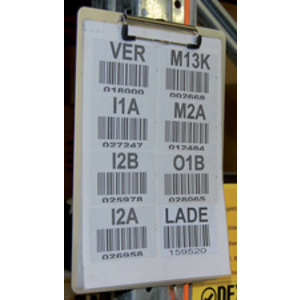 VER M13K
018000 002668
I1A M2A
027247 012464
I2B O1B
025978 028065
I2A LADE
026958 159520